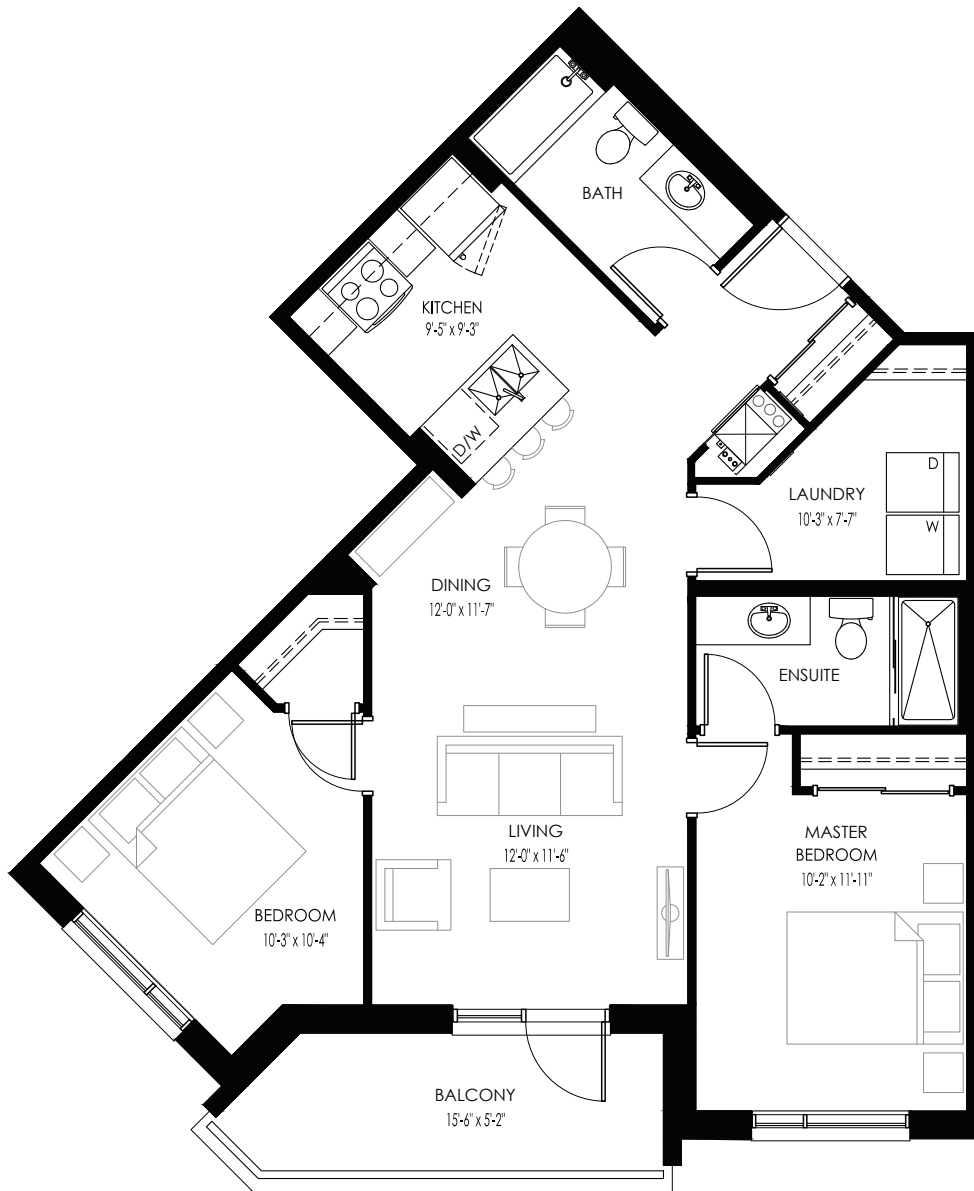 BATH
KITCHEN
9'-5" x 9'-3"
D/W
LAUNDRY
10'-3" x 7'-7"
D
W
DINING
12'-0" x 11'-7"
ENSUITE
LIVING
12'-0" x 11'-6"
MASTER
BEDROOM
10'-2" x 11'-11"
BEDROOM
10'-3" x 10'-4"
BALCONY
15'-6" x 5'-2"